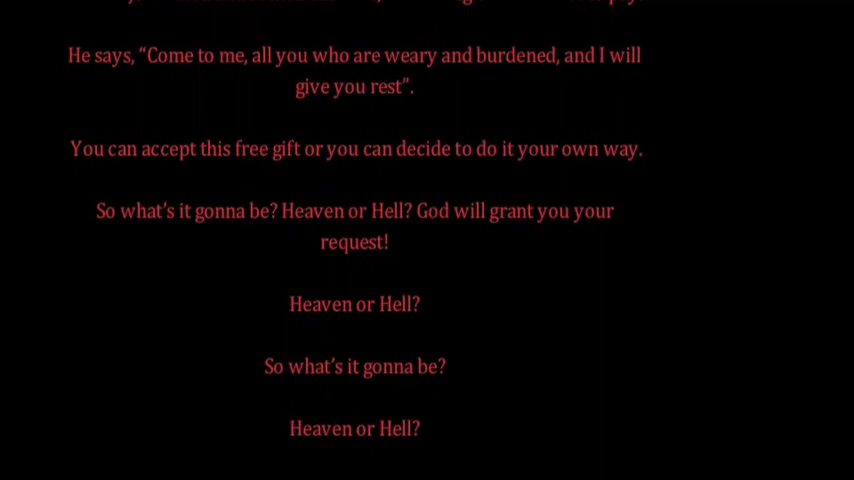 He says, “Come to me, all you who are weary and burdened, and I will
give you rest”.
You can accept this free gift or you can decide to do it your own way.
So what’s it gonna be? Heaven or Hell? God will grant you your
request!
Heaven or Hell?
So what’s it gonna be?
Heaven or Hell?